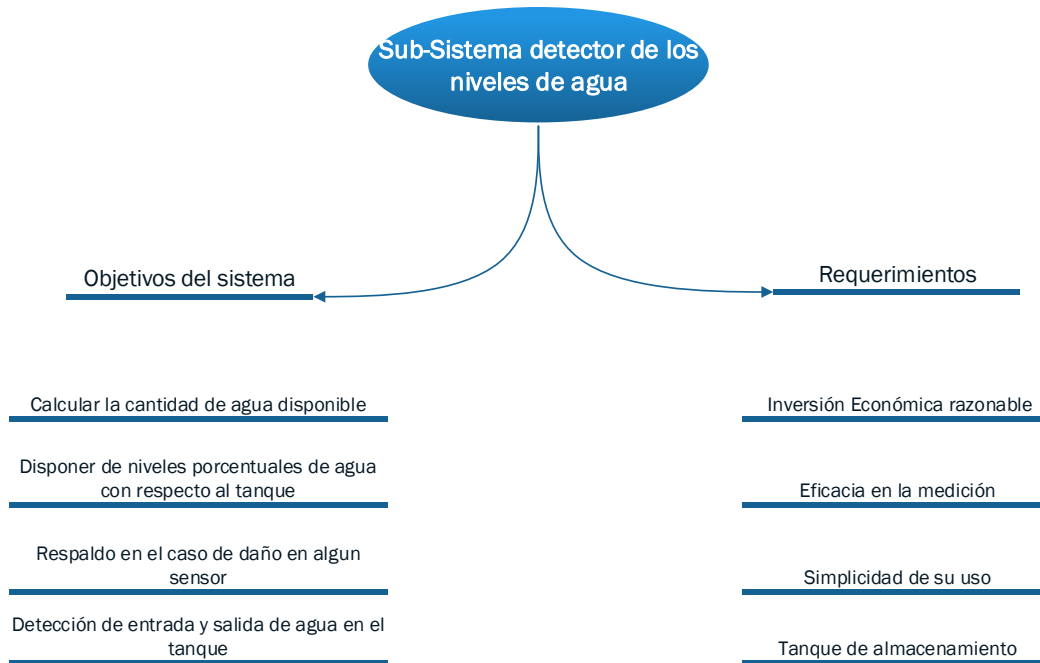 Sub-Sistema detector de los
niveles de agua
Objetivos del sistema
Requerimientos
Calcular la cantidad de agua disponible
Disponer de niveles porcentuales de agua
con respecto al tanque
Respaldo en el caso de daño en algun
sensor
Detección de entrada y salida de agua en el
tanque
Inversión Económica razonable
Eficacia en la medición
Simplicidad de su uso
Tanque de almacenamiento